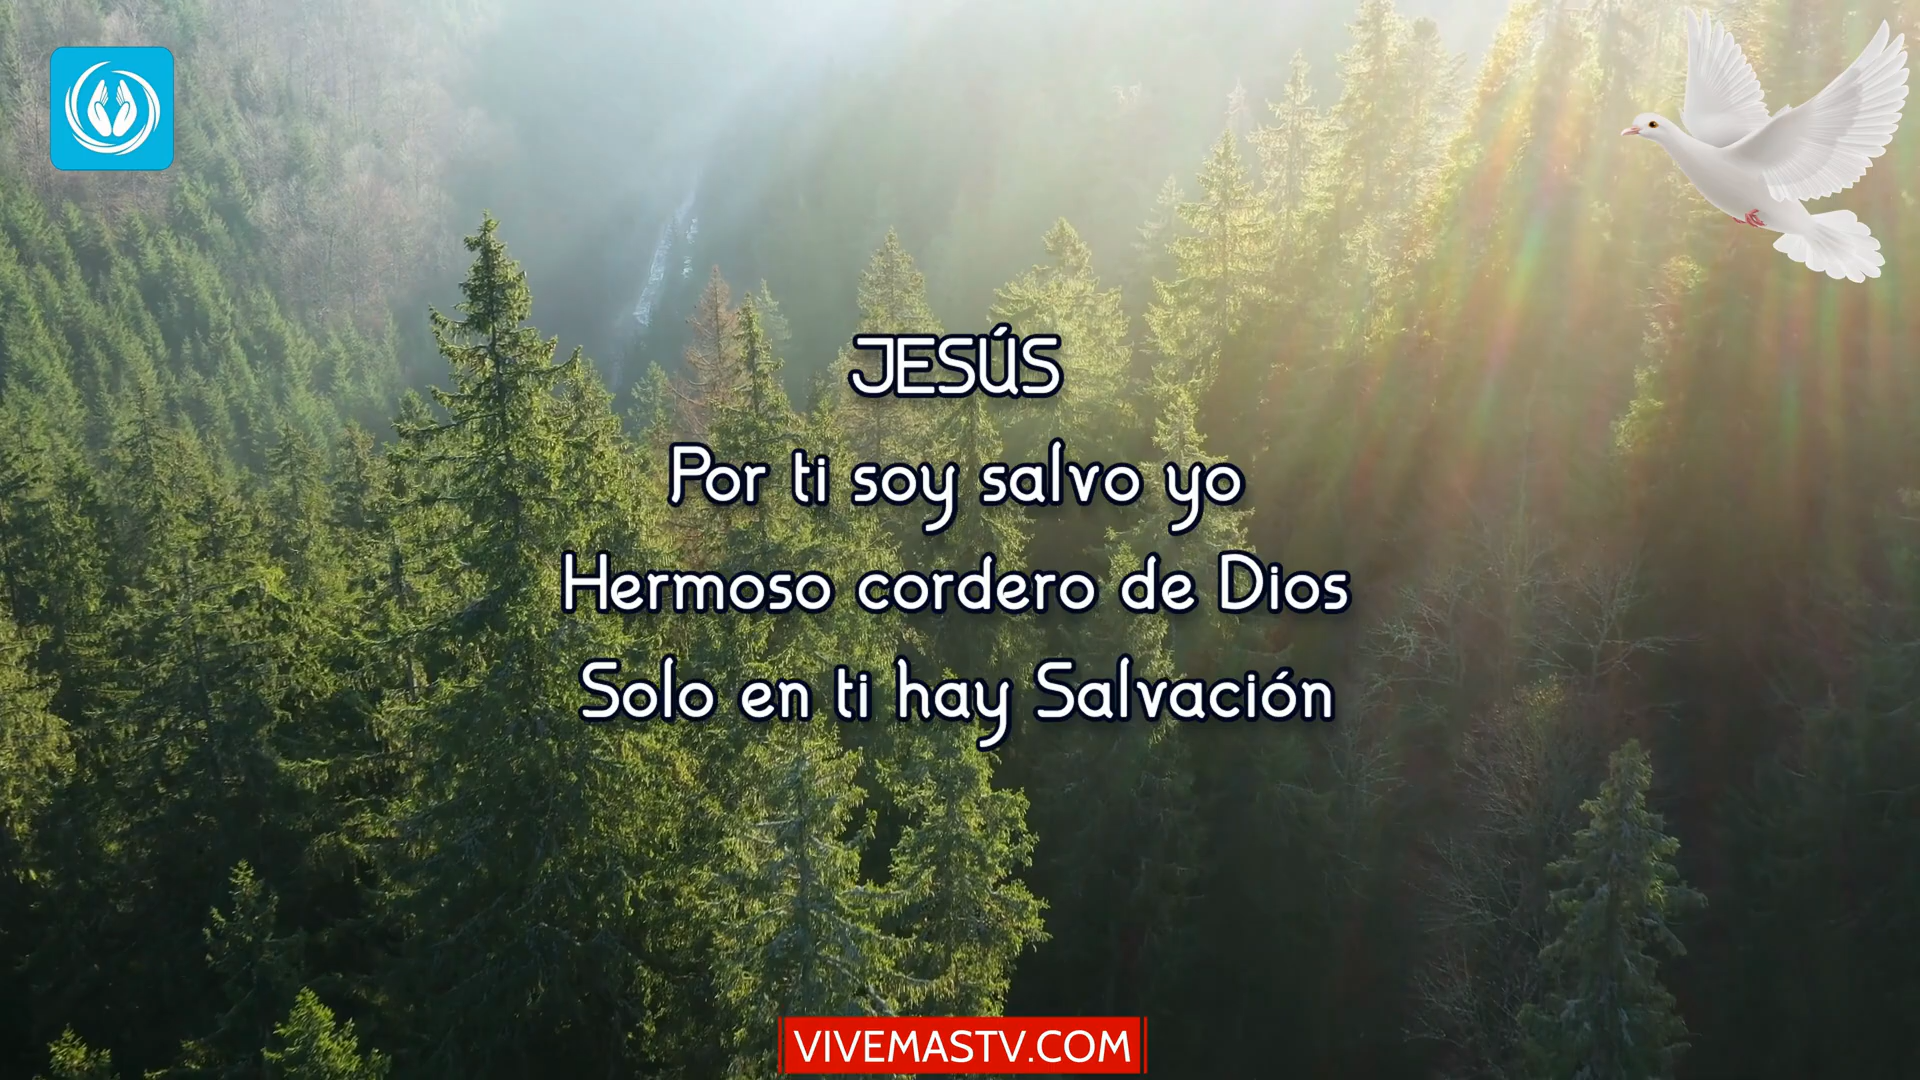 JESÚS
Por ti soy salvo yo
Hermoso cordero de Dios
Solo en ti hay Salvación
VIVEMASTV.COM